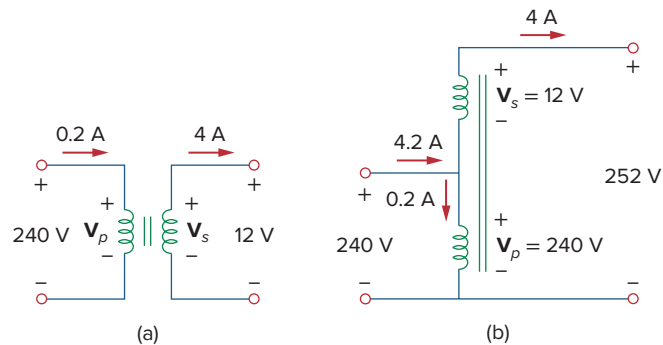 0.2 A
4 A
+
+
+
+
240 V
V_p
V_s
12 V
−
−
−
−
(a)
4 A
+
+
V_s = 12 V
−
4.2 A
+
0.2 A
252 V
240 V
+
V_p = 240 V
−
−
−
(b)